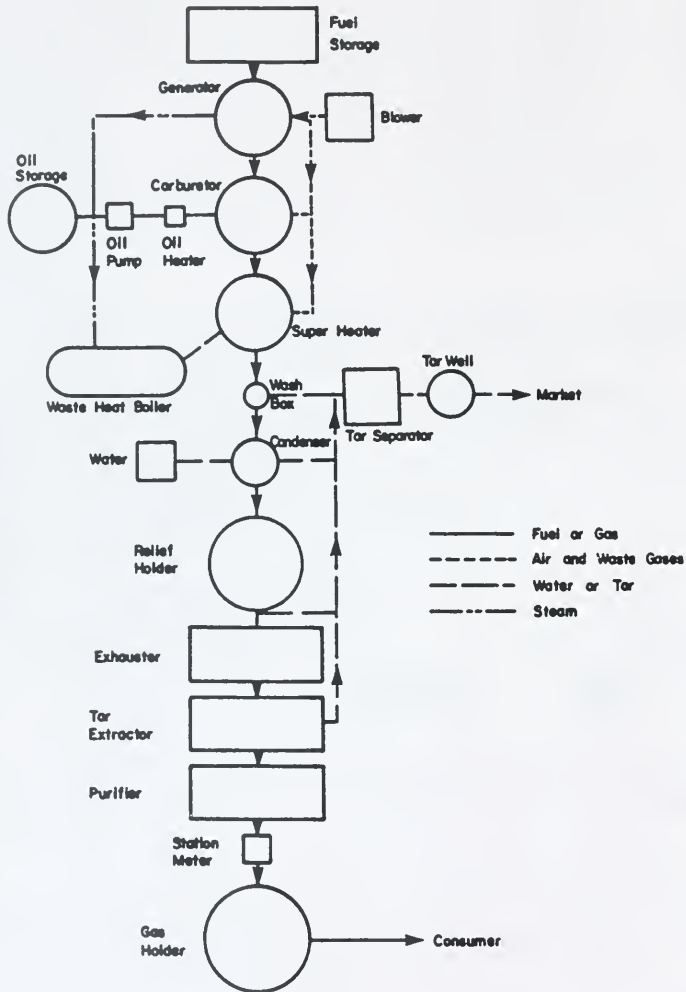 Fuel
Storage
Generator
Blower
Oil
Storage
Carburetor
Oil
Pump
Oil
Heater
Super Heater
Waste Heat Boiler
Wash
Box
Tar Well
Market
Tar Separator
Water
Condenser
Relief
Holder
Fuel or Gas
Air and Waste Gases
Water or Tar
Steam
Exhauster
Tar
Extractor
Purifier
Station
Meter
Gas
Holder
Consumer